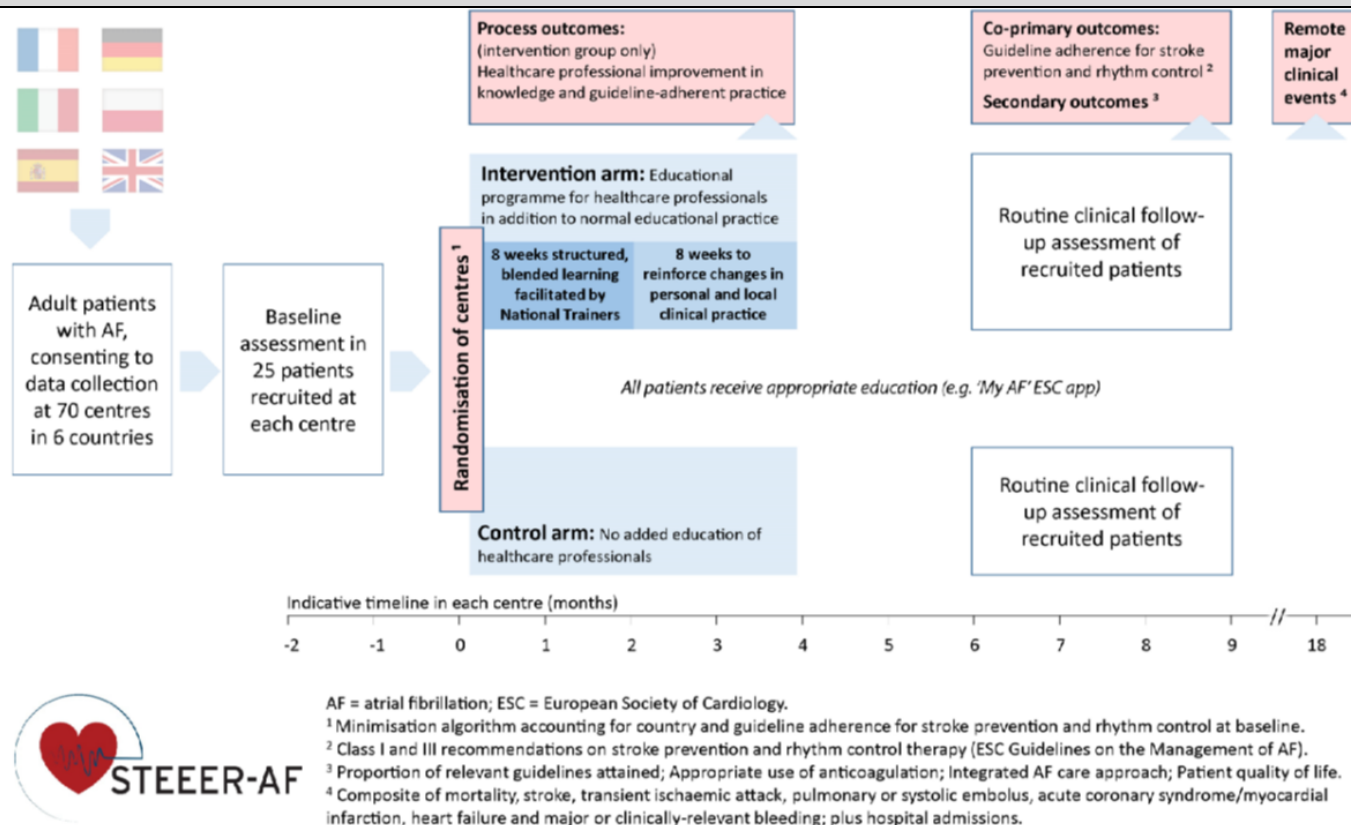 Process outcomes:
(intervention group only)
Healthcare professional improvement in
knowledge and guideline-adherent practice
Co-primary outcomes:
Guideline adherence for stroke
prevention and rhythm control ²
Secondary outcomes ³
Remote
major
clinical
events ⁴
Adult patients
with AF,
consenting to
data collection
at 70 centres
in 6 countries
Baseline
assessment in
25 patients
recruited at
each centre
Randomisation of centres ¹
Intervention arm: Educational
programme for healthcare professionals
in addition to normal educational practice
8 weeks structured,
blended learning
facilitated by
National Trainers
8 weeks to
reinforce changes in
personal and local
clinical practice
Routine clinical follow-
up assessment of
recruited patients
All patients receive appropriate education (e.g. 'My AF' ESC app)
Control arm: No added education of
healthcare professionals
Routine clinical follow-
up assessment of
recruited patients
Indicative timeline in each centre (months)
-2 -1 0 1 2 3 4 5 6 7 8 9 // 18
STEEER-AF
AF = atrial fibrillation; ESC = European Society of Cardiology.
¹ Minimisation algorithm accounting for country and guideline adherence for stroke prevention and rhythm control at baseline.
² Class I and III recommendations on stroke prevention and rhythm control therapy (ESC Guidelines on the Management of AF).
³ Proportion of relevant guidelines attained; Appropriate use of anticoagulation; Integrated AF care approach; Patient quality of life.
⁴ Composite of mortality, stroke, transient ischaemic attack, pulmonary or systolic embolus, acute coronary syndrome/myocardial
infarction, heart failure and major or clinically-relevant bleeding; plus hospital admissions.